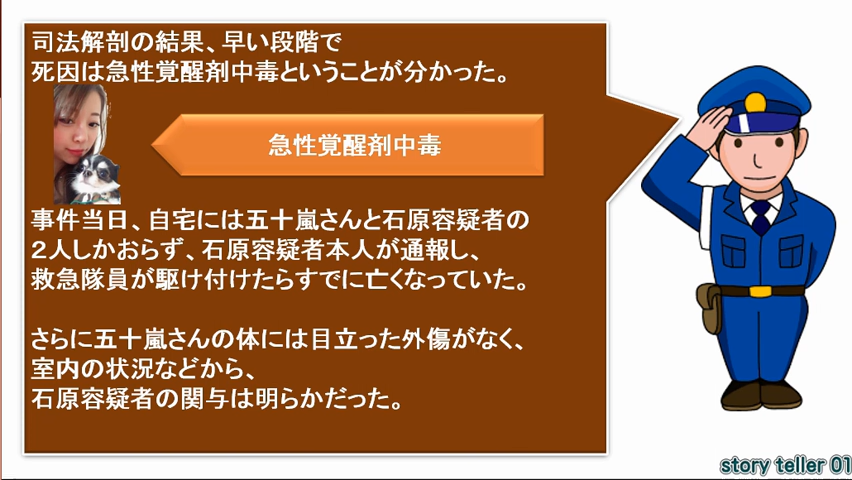 司法解剖の結果、早い段階で
死因は急性覚醒剤中毒ということが分かった。
急性覚醒剤中毒
事件当日、自宅には五十嵐さんと石原容疑者の
２人しかおらず、石原容疑者本人が通報し、
救急隊員が駆け付けたらすでに亡くなっていた。
さらに五十嵐さんの体には目立った外傷がなく、
室内の状況などから、
石原容疑者の関与は明らかだった。
story teller 01